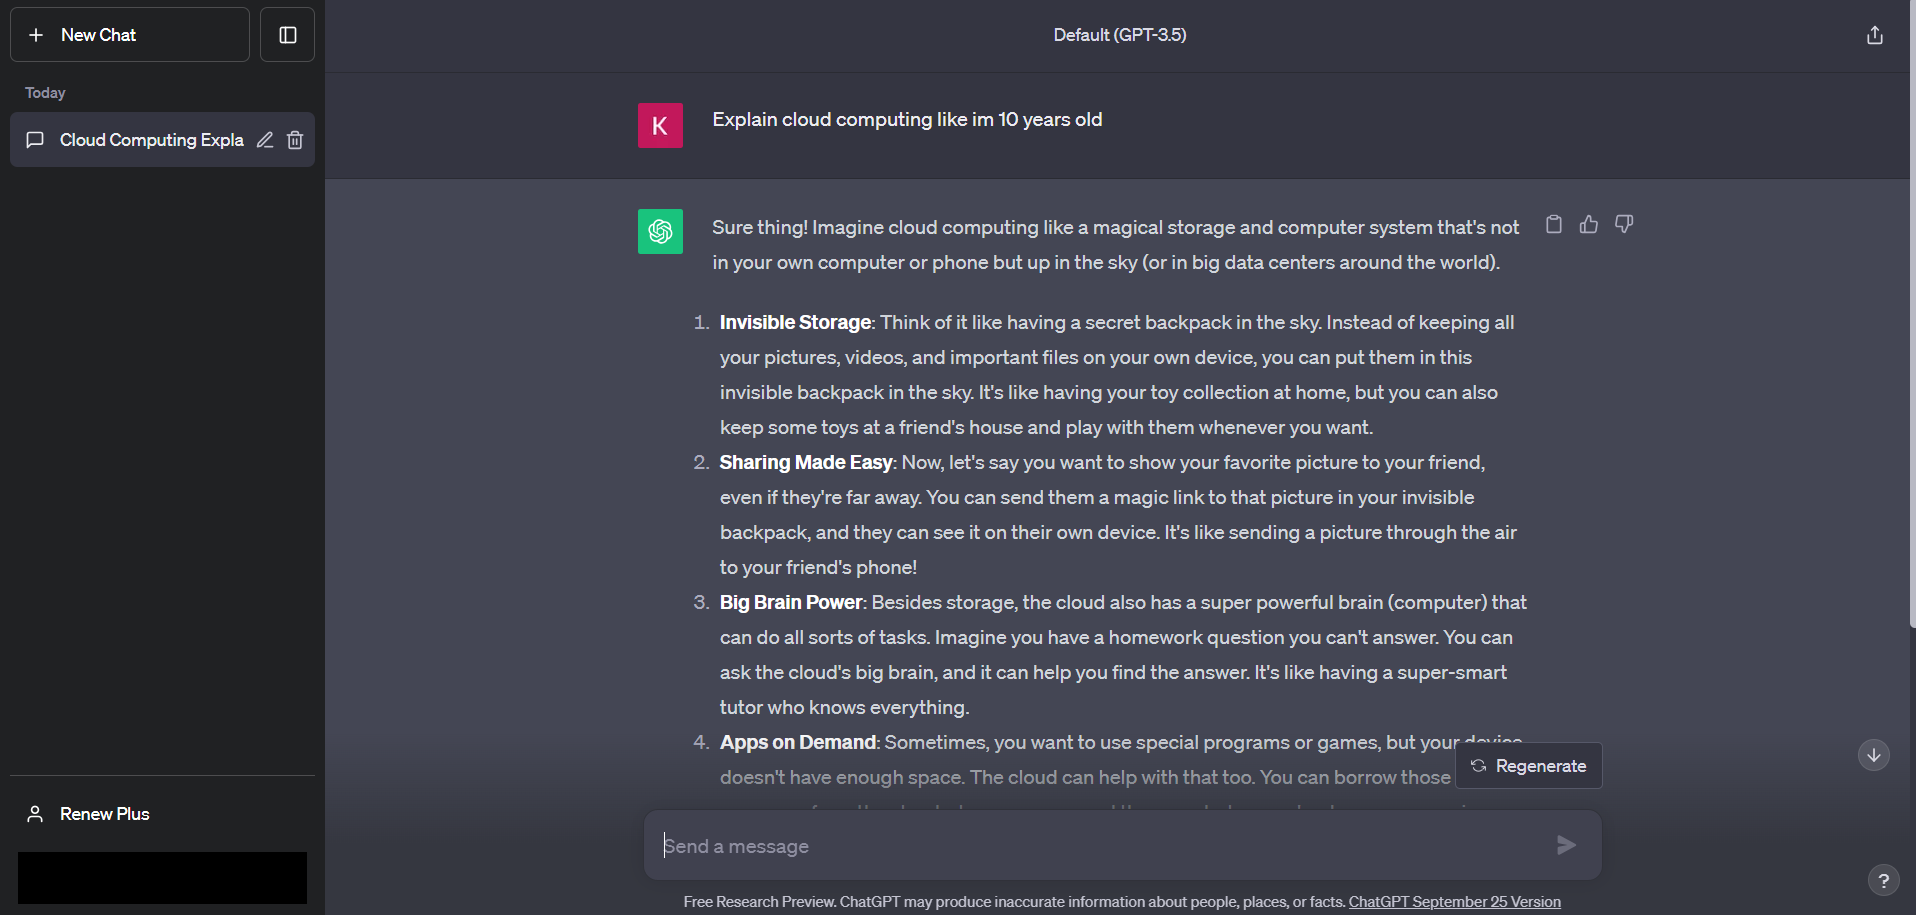 New Chat
Today
Cloud Computing Expla
Renew Plus
Default (GPT-3.5)
K
Explain cloud computing like im 10 years old
Sure thing! Imagine cloud computing like a magical storage and computer system that's not
in your own computer or phone but up in the sky (or in big data centers around the world).
1. Invisible Storage: Think of it like having a secret backpack in the sky. Instead of keeping all
your pictures, videos, and important files on your own device, you can put them in this
invisible backpack in the sky. It's like having your toy collection at home, but you can also
keep some toys at a friend's house and play with them whenever you want.
2. Sharing Made Easy: Now, let's say you want to show your favorite picture to your friend,
even if they're far away. You can send them a magic link to that picture in your invisible
backpack, and they can see it on their own device. It's like sending a picture through the air
to your friend's phone!
3. Big Brain Power: Besides storage, the cloud also has a super powerful brain (computer) that
can do all sorts of tasks. Imagine you have a homework question you can't answer. You can
ask the cloud's big brain, and it can help you find the answer. It's like having a super-smart
tutor who knows everything.
4. Apps on Demand: Sometimes, you want to use special programs or games, but your device
doesn't have enough space. The cloud can help with that too. You can borrow those
Regenerate
Send a message
?
Free Research Preview. ChatGPT may produce inaccurate information about people, places, or facts. ChatGPT September 25 Version